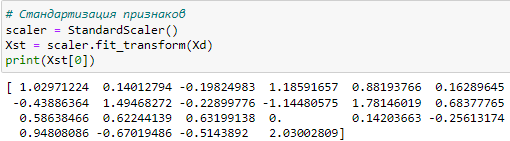 # Стандартизация признаков
scaler = StandardScaler()
Xst = scaler.fit_transform(Xd)
print(Xst[0])
[ 1.02971224 0.14012794 -0.19824983 1.18591657 0.88193766 0.16289645
-0.43886364 1.49468272 -0.22899776 -1.14480575 1.78146019 0.68377765
0.58638466 0.62244139 0.63199138 0. 0.14203663 -0.25613174
0.94808086 -0.67019486 -0.5143892 2.03002809]